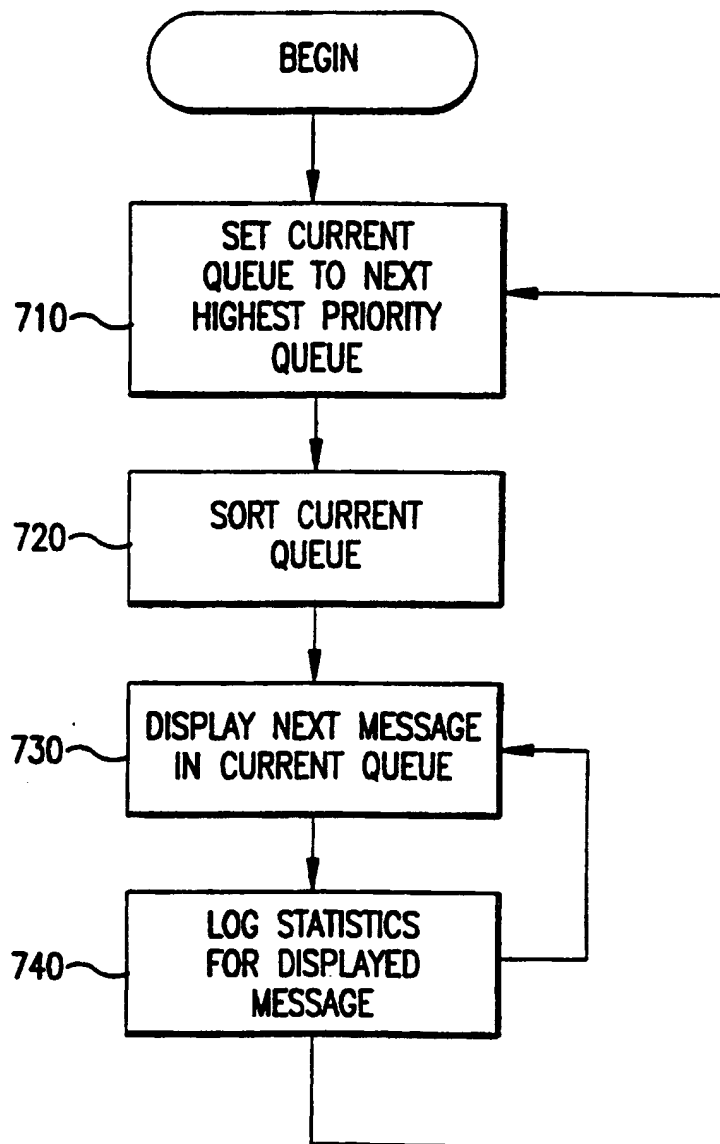 BEGIN
SET CURRENT
QUEUE TO NEXT
HIGHEST PRIORITY
QUEUE
710
SORT CURRENT
QUEUE
720
DISPLAY NEXT MESSAGE
IN CURRENT QUEUE
730
LOG STATISTICS
FOR DISPLAYED
MESSAGE
740